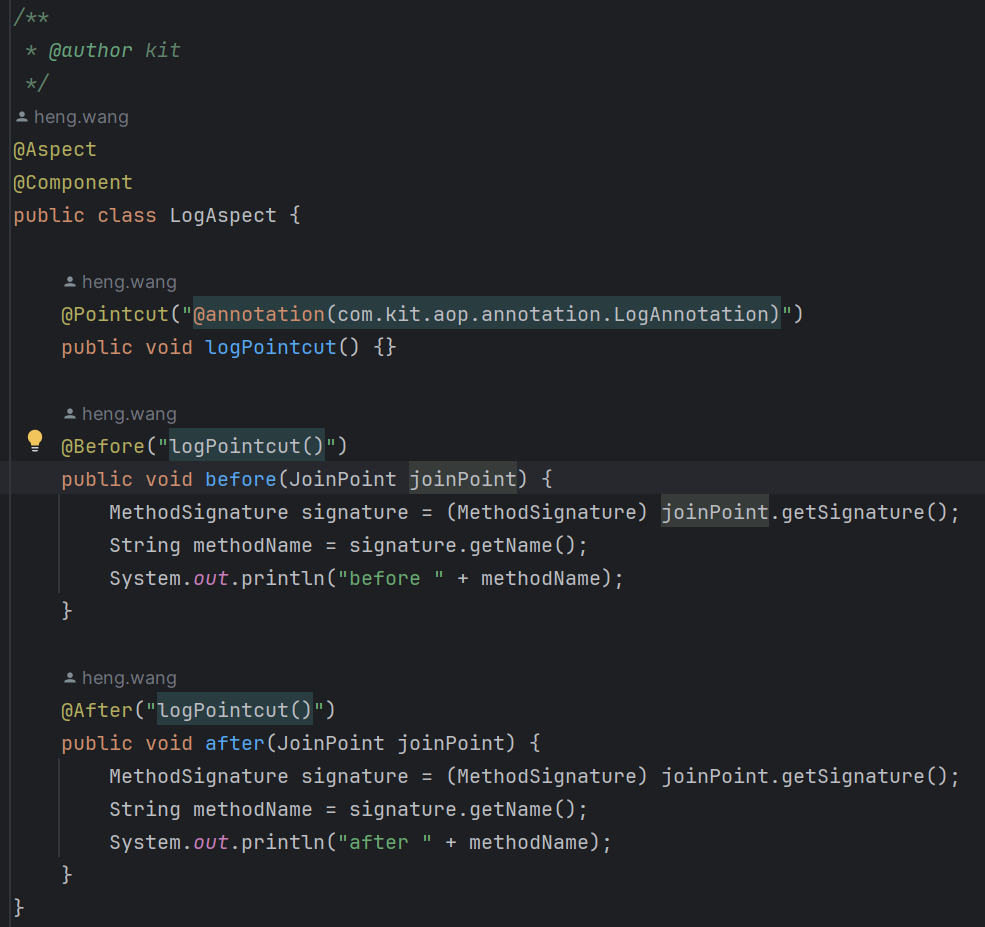 /**
 * @author kit
 */
heng.wang
@Aspect
@Component
public class LogAspect {
heng.wang
@Pointcut("@annotation(com.kit.aop.annotation.LogAnnotation)")
public void logPointcut() {}
heng.wang
@Before("logPointcut()")
public void before(JoinPoint joinPoint) {
MethodSignature signature = (MethodSignature) joinPoint.getSignature();
String methodName = signature.getName();
System.out.println("before " + methodName);
}
heng.wang
@After("logPointcut()")
public void after(JoinPoint joinPoint) {
MethodSignature signature = (MethodSignature) joinPoint.getSignature();
String methodName = signature.getName();
System.out.println("after " + methodName);
}
}